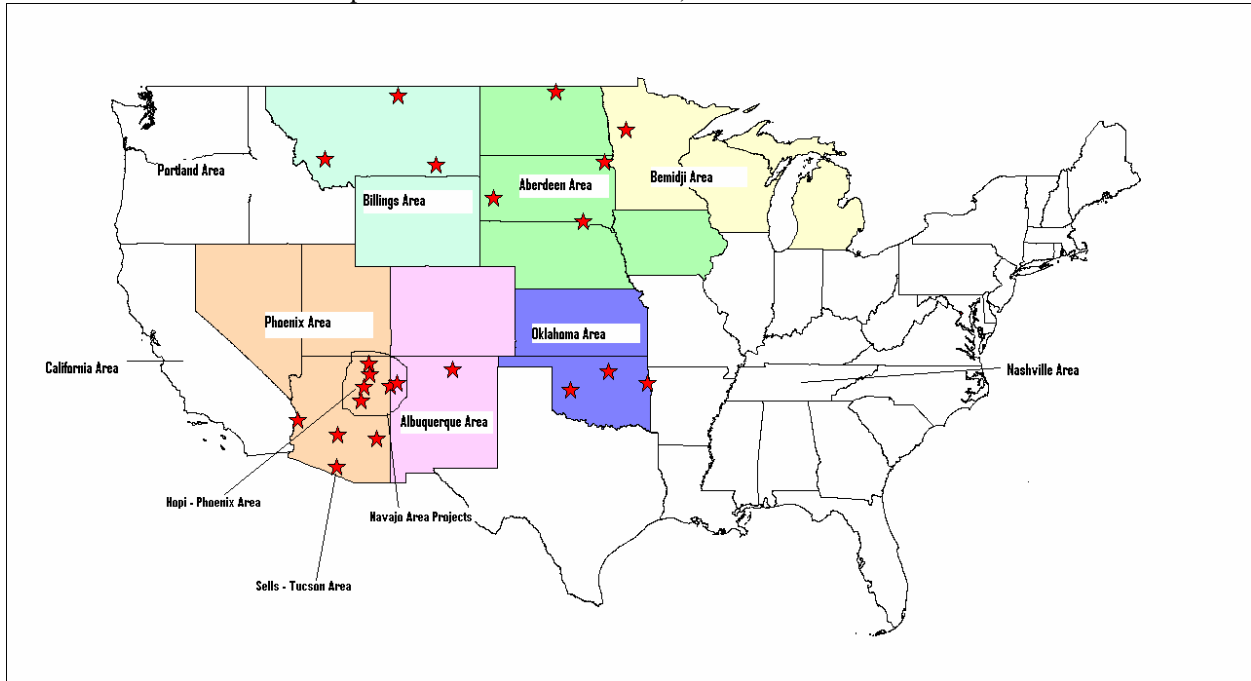 Portland Area
Billings Area
Aberdeen Area
Bemidji Area
Phoenix Area
Oklahoma Area
California Area
Nashville Area
Albuquerque Area
Hopi - Phoenix Area
Navajo Area Projects
Sells - Tucson Area